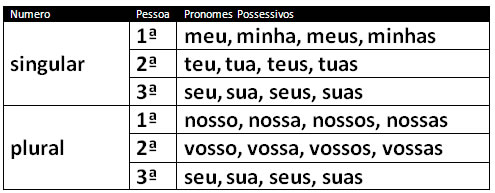 Numero Pessoa Pronomes Possessivos
singular 1ª meu, minha, meus, minhas
2ª teu, tua, teus, tuas
3ª seu, sua, seus, suas
plural 1ª nosso, nossa, nossos, nossas
2ª vosso, vossa, vossos, vossas
3ª seu, sua, seus, suas